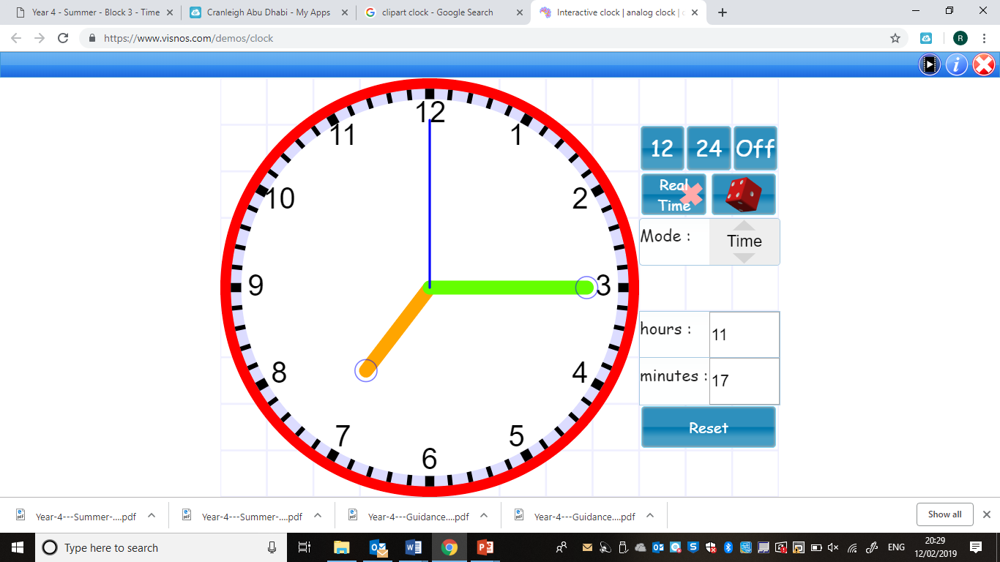 Year 4 - Summer - Block 3 - Time
Cranleigh Abu Dhabi - My Apps
clipart clock - Google Search
Interactive clock | analog clock |
https://www.visnos.com/demos/clock
R
i
12
1
2
3
4
5
6
7
8
9
10
11
12 24 Off
Real Time
Mode : Time
hours : 11
minutes : 17
Reset
Year-4---Summer-....pdf
Year-4---Summer-....pdf
Year-4---Guidance....pdf
Year-4---Guidance....pdf
Show all
Type here to search
ENG
20:29
12/02/2019